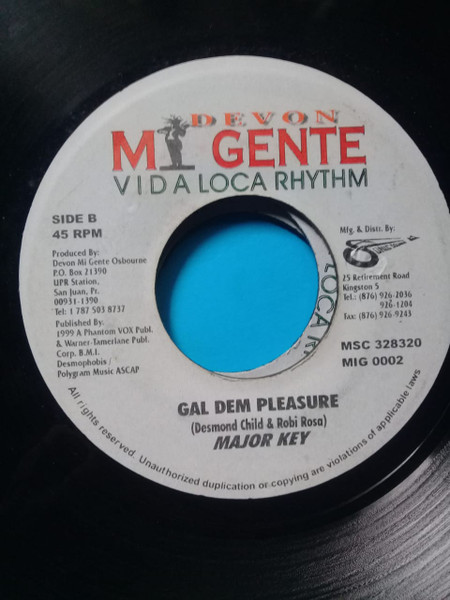 DEVON
MI GENTE
VIDA LOCA RHYTHM
SIDE B
45 RPM
Produced By:
Devon Mi Gente Osbourne
P.O. Box 21390
UPR Station,
San Juan, Pr.
00931-1390
Tel: 1 787 503 8737
Published By:
1999 A Phantom VOX Publ.
& Warner-Tamerlane Publ.
Corp. B.M.I.
Desmophobis /
Polygram Music ASCAP
Mfg. & Distr. By:
25 Retirement Road
Kingston 5
Tel.: (876) 926-2036
926-1204
Fax: (876) 926-9243
MSC 328320
MIG 0002
LOCA
GAL DEM PLEASURE
(Desmond Child & Robi Rosa)
MAJOR KEY
All rights reserved. Unauthorized duplication or copying are violations of applicable laws